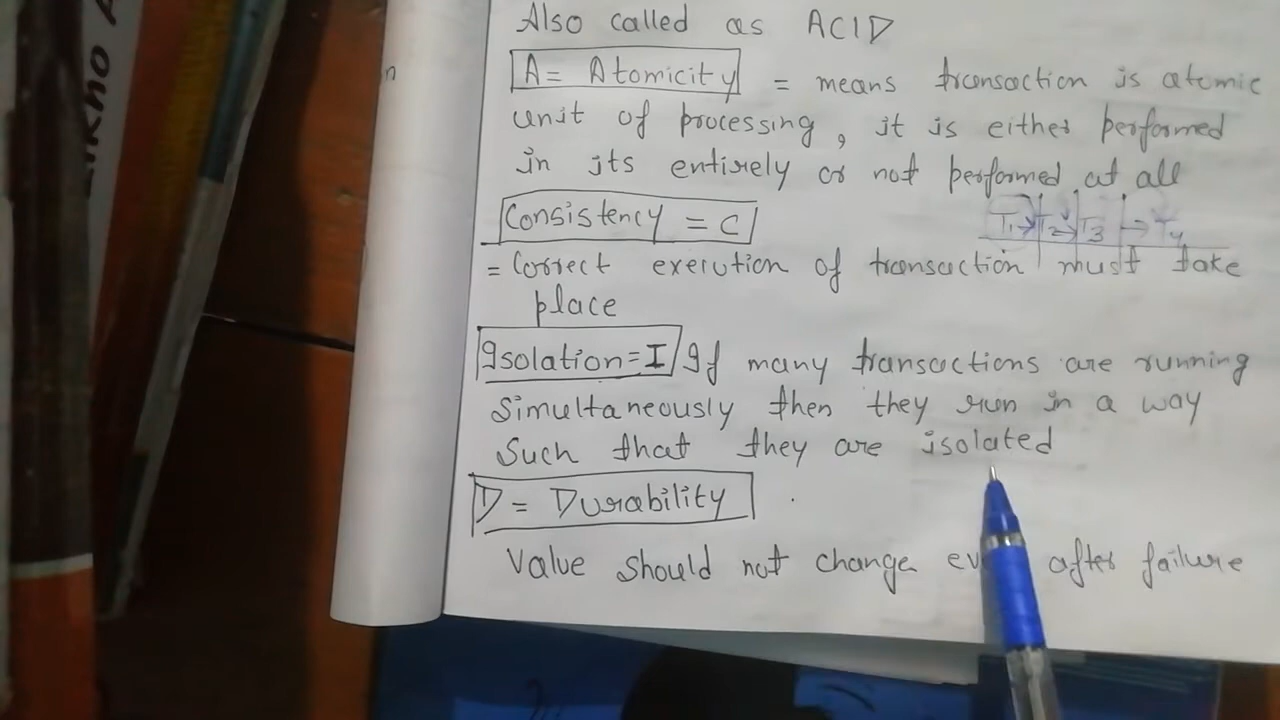 Also called as ACID
A = Atomicity = means transaction is atomic
unit of processing, it is either performed
in its entirely or not performed at all
Consistency = C
T1 → T2 → T3 → T4
= Correct execution of transaction must take
place
Isolation = I If many transactions are running
simultaneously then they run in a way
Such that they are isolated
D = Durability
Value should not change after failure